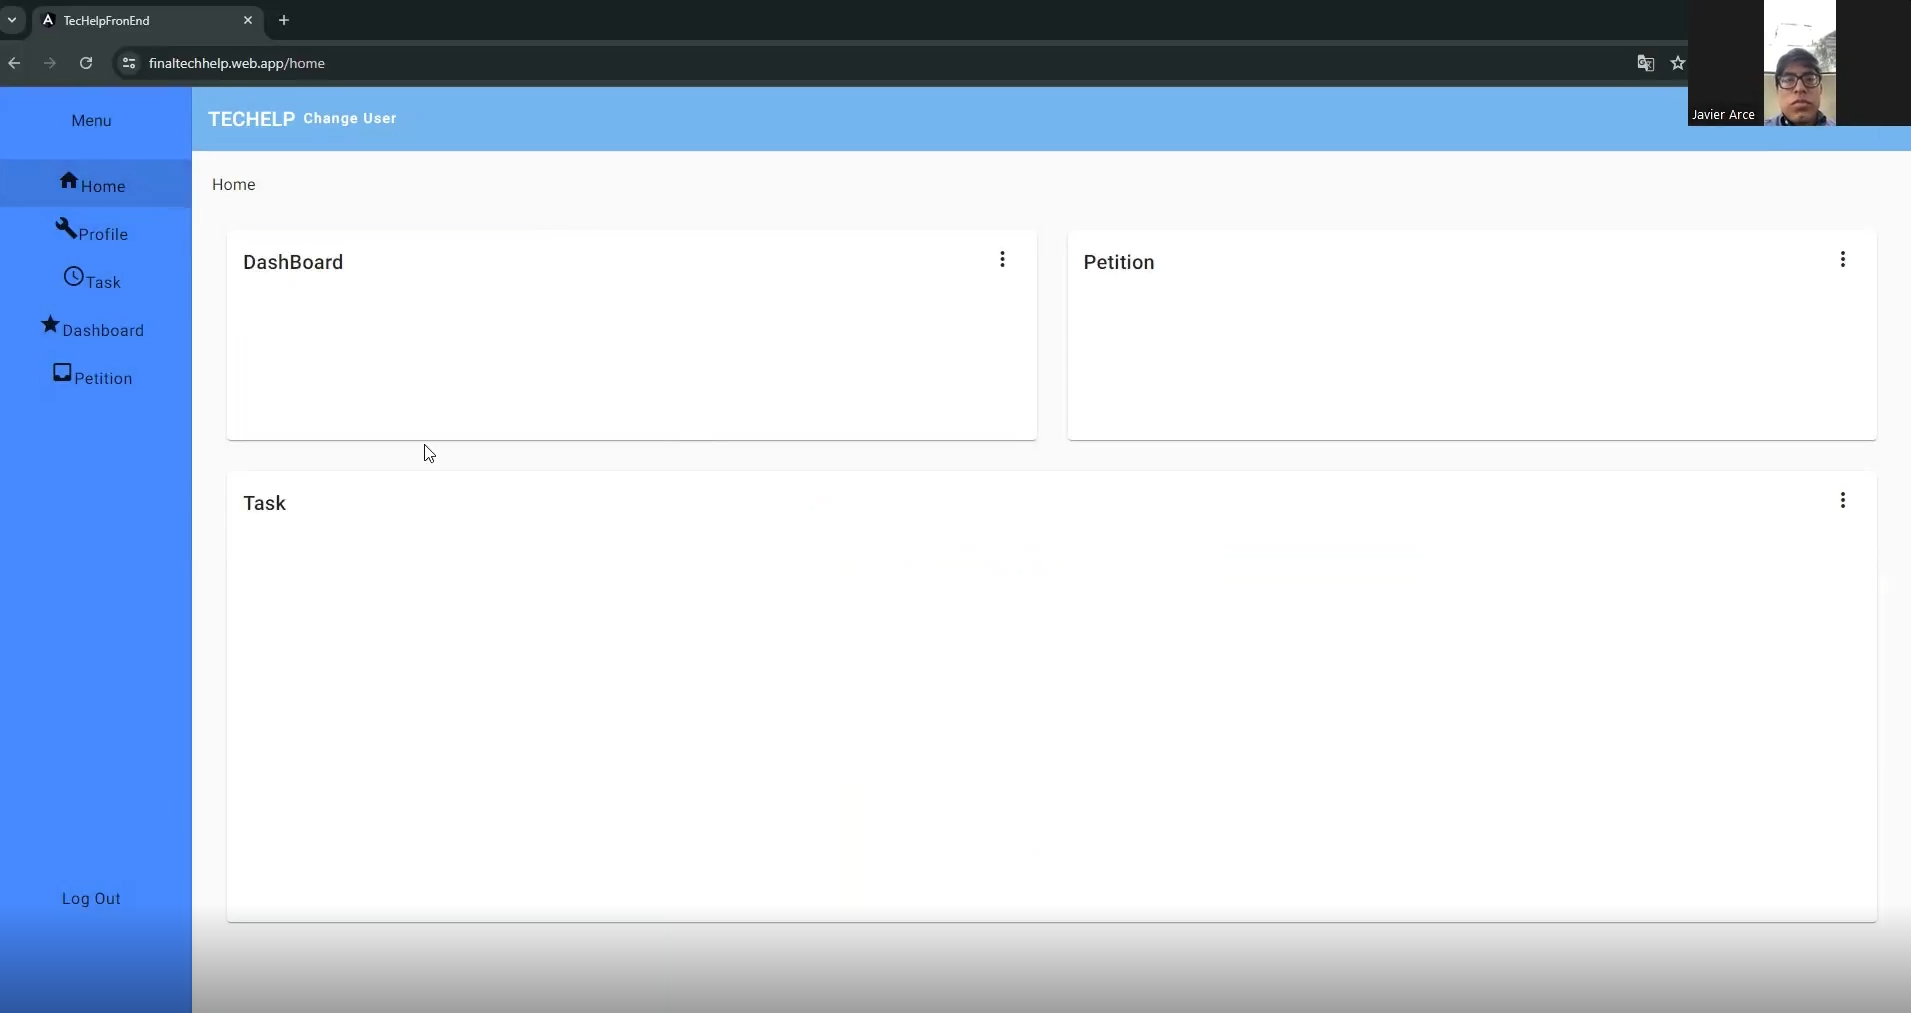 TecHelpFronEnd
finaltechhelp.web.app/home
Javier Arce
Menu
TECHELP Change User
Home
Profile
Task
Dashboard
Petition
Log Out
Home
DashBoard
Petition
Task